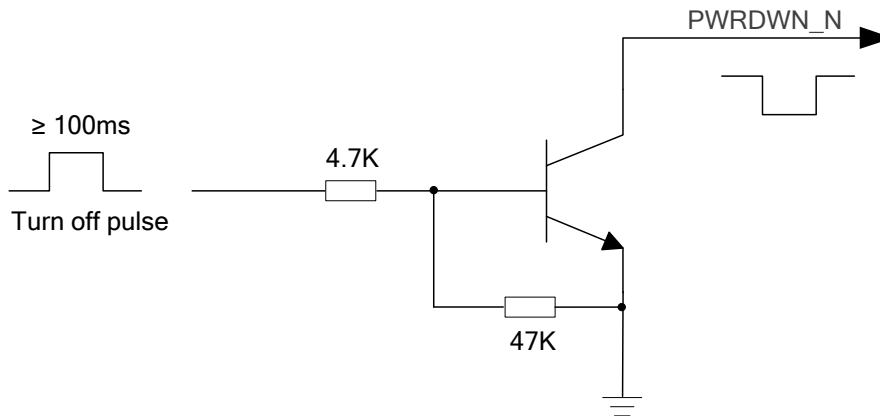 PWRDWN_N
≥ 100ms
4.7K
Turn off pulse
47K